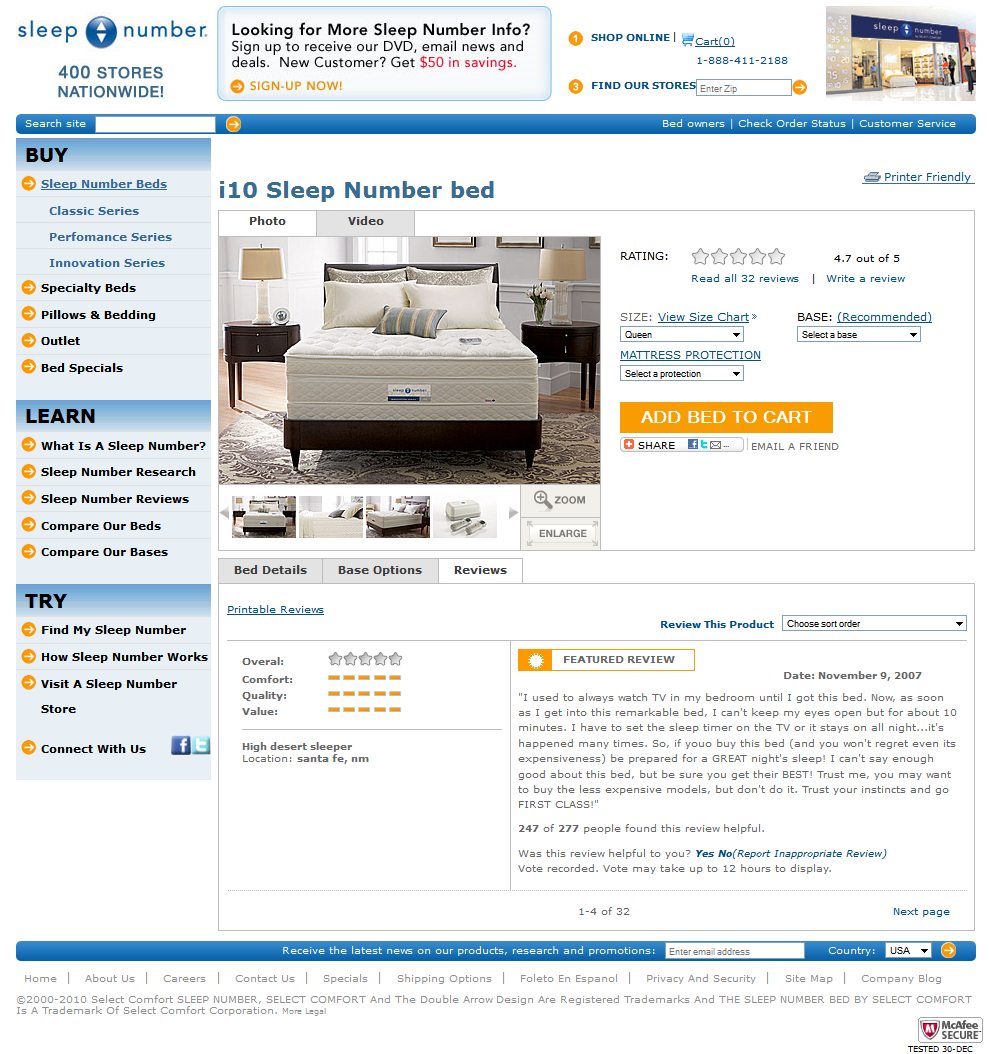 sleep number.
400 STORES
NATIONWIDE!
Looking for More Sleep Number Info?
Sign up to receive our DVD, email news and
deals. New Customer? Get $50 in savings.
SIGN-UP NOW!
1 SHOP ONLINE | Cart(0)
1-888-411-2188
3 FIND OUR STORES Enter Zip
sleep number
Search site
Bed owners | Check Order Status | Customer Service
BUY
Sleep Number Beds
Classic Series
Perfomance Series
Innovation Series
Specialty Beds
Pillows & Bedding
Outlet
Bed Specials
LEARN
What Is A Sleep Number?
Sleep Number Research
Sleep Number Reviews
Compare Our Beds
Compare Our Bases
TRY
Find My Sleep Number
How Sleep Number Works
Visit A Sleep Number
Store
Connect With Us
i10 Sleep Number bed
Printer Friendly
Photo
Video
sleep number
RATING:
4.7 out of 5
Read all 32 reviews | Write a review
SIZE: View Size Chart»
BASE: (Recommended)
Queen
Select a base
MATTRESS PROTECTION
Select a protection
ADD BED TO CART
SHARE ... | EMAIL A FRIEND
ZOOM
ENLARGE
Bed Details
Base Options
Reviews
Printable Reviews
Review This Product
Choose sort order
Overal:
Comfort:
Quality:
Value:
High desert sleeper
Location: santa fe, nm
FEATURED REVIEW
Date: November 9, 2007
"I used to always watch TV in my bedroom until I got this bed. Now, as soon
as I get into this remarkable bed, I can't keep my eyes open but for about 10
minutes. I have to set the sleep timer on the TV or it stays on all night...it's
happened many times. So, if youo buy this bed (and you won't regret even its
expensiveness) be prepared for a GREAT night's sleep! I can't say enough
good about this bed, but be sure you get their BEST! Trust me, you may want
to buy the less expensive models, but don't do it. Trust your instincts and go
FIRST CLASS!"
247 of 277 people found this review helpful.
Was this review helpful to you? Yes No(Report Inappropriate Review)
Vote recorded. Vote may take up to 12 hours to display.
1-4 of 32
Next page
Receive the latest news on our products, research and promotions: Enter email address
Country: USA
Home | About Us | Careers | Contact Us | Specials | Shipping Options | Foleto En Espanol | Privacy And Security | Site Map | Company Blog
©2000-2010 Select Comfort SLEEP NUMBER, SELECT COMFORT And The Double Arrow Design Are Registered Trademarks And THE SLEEP NUMBER BED BY SELECT COMFORT
Is A Trademark Of Select Comfort Corporation. More Legal
McAfee
SECURE
TESTED 30-DEC